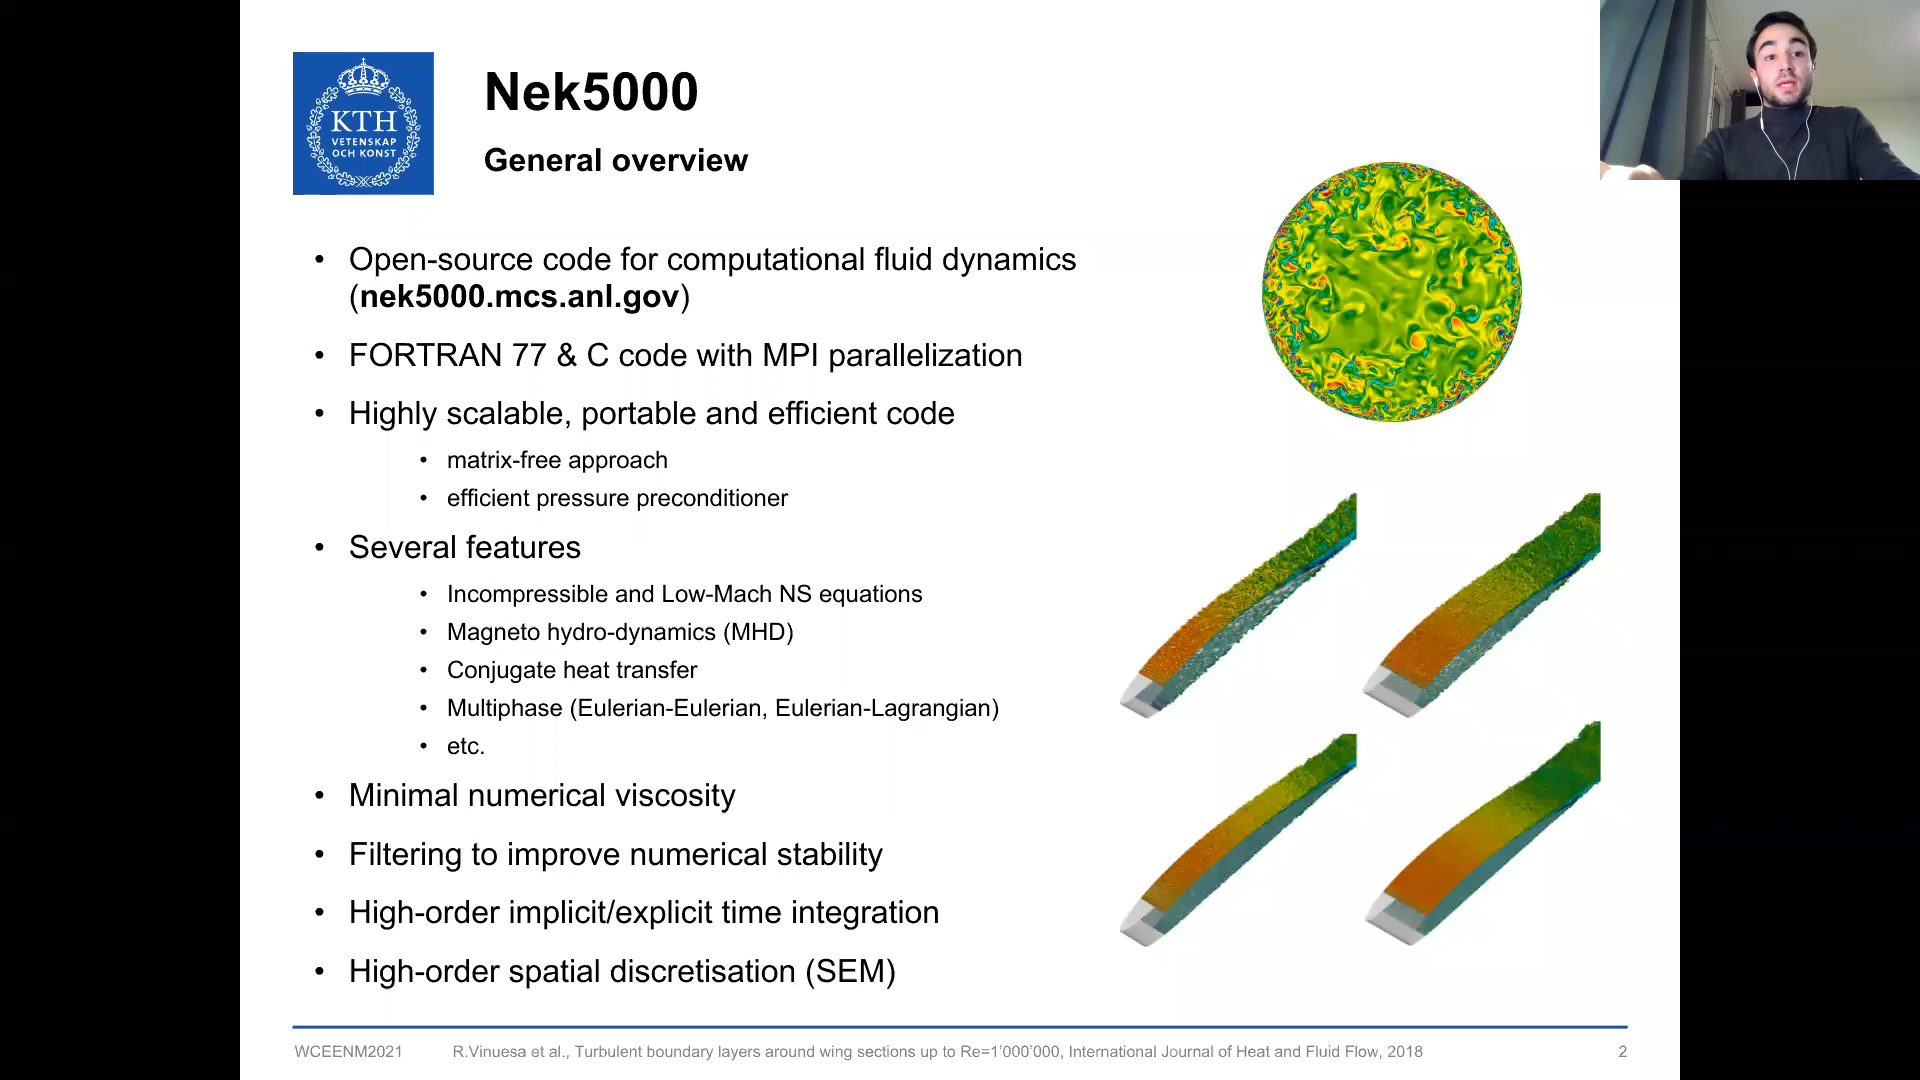 KTH
VETENSKAP
OCH KONST
Nek5000
General overview
• Open-source code for computational fluid dynamics
(nek5000.mcs.anl.gov)
• FORTRAN 77 & C code with MPI parallelization
• Highly scalable, portable and efficient code
• matrix-free approach
• efficient pressure preconditioner
• Several features
• Incompressible and Low-Mach NS equations
• Magneto hydro-dynamics (MHD)
• Conjugate heat transfer
• Multiphase (Eulerian-Eulerian, Eulerian-Lagrangian)
• etc.
• Minimal numerical viscosity
• Filtering to improve numerical stability
• High-order implicit/explicit time integration
• High-order spatial discretisation (SEM)
WCEENM2021 R.Vinuesa et al., Turbulent boundary layers around wing sections up to Re=1'000'000, International Journal of Heat and Fluid Flow, 2018 2